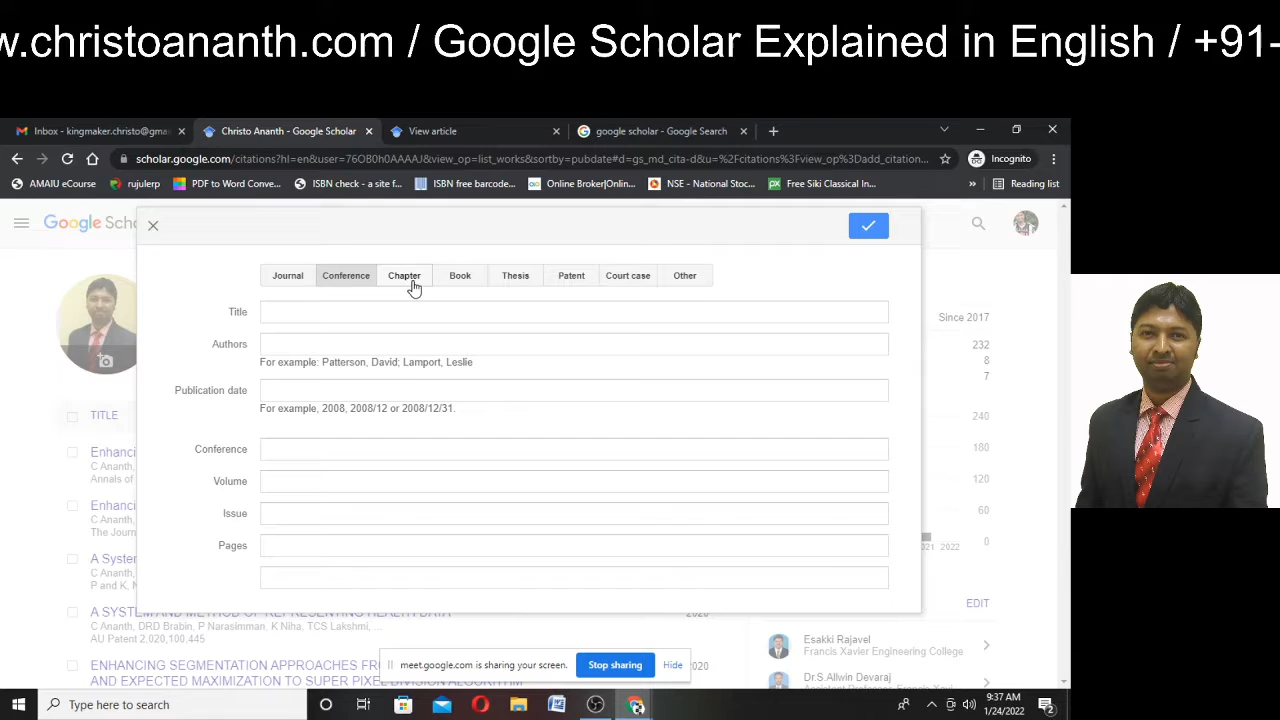 w.christoananth.com / Google Scholar Explained in English / +91-
Inbox - kingmaker.christo@gma
Christo Ananth - Google Scholar
View article
google scholar - Google Search
scholar.google.com/citations?hl=en&user=76OB0h0AAAAJ&view_op=list_works&sortby=pubdate#d=gs_md_cita-d&u=%2Fcitations%3Fview_op%3Dadd_citation...
Incognito
AMAIU eCourse
rujulerp
PDF to Word Conve...
ISBN check - a site f...
ISBN free barcode...
Online Broker|Onlin...
NSE - National Stoc...
Free Siki Classical In...
»
Reading list
Google Scho
Journal
Conference
Chapter
Book
Thesis
Patent
Court case
Other
Title
Authors
For example: Patterson, David; Lamport, Leslie
Publication date
For example, 2008, 2008/12 or 2008/12/31.
Conference
Volume
Issue
Pages
TITLE
Enhanci
C Ananth,
Annals of
Enhanci
C Ananth,
The Journ
A System
C Ananth,
P and K, N
A SYSTEM AND METHOD OF REPRESENTING HEALTH DATA
2020
C Ananth, DRD Brabin, P Narasimman, K Niha, TCS Lakshmi, ...
AU Patent 2,020,100,445
ENHANCING SEGMENTATION APPROACHES FRO
2020
AND EXPECTED MAXIMIZATION TO SUPER PIXEL DIVISION ALGORITHM.
Since 2017
232
8
7
240
180
120
60
0
021 2022
EDIT
Esakki Rajavel
Francis Xavier Engineering College
Dr.S.Allwin Devaraj
meet.google.com is sharing your screen.
Stop sharing
Hide
Type here to search
9:37 AM
1/24/2022
2